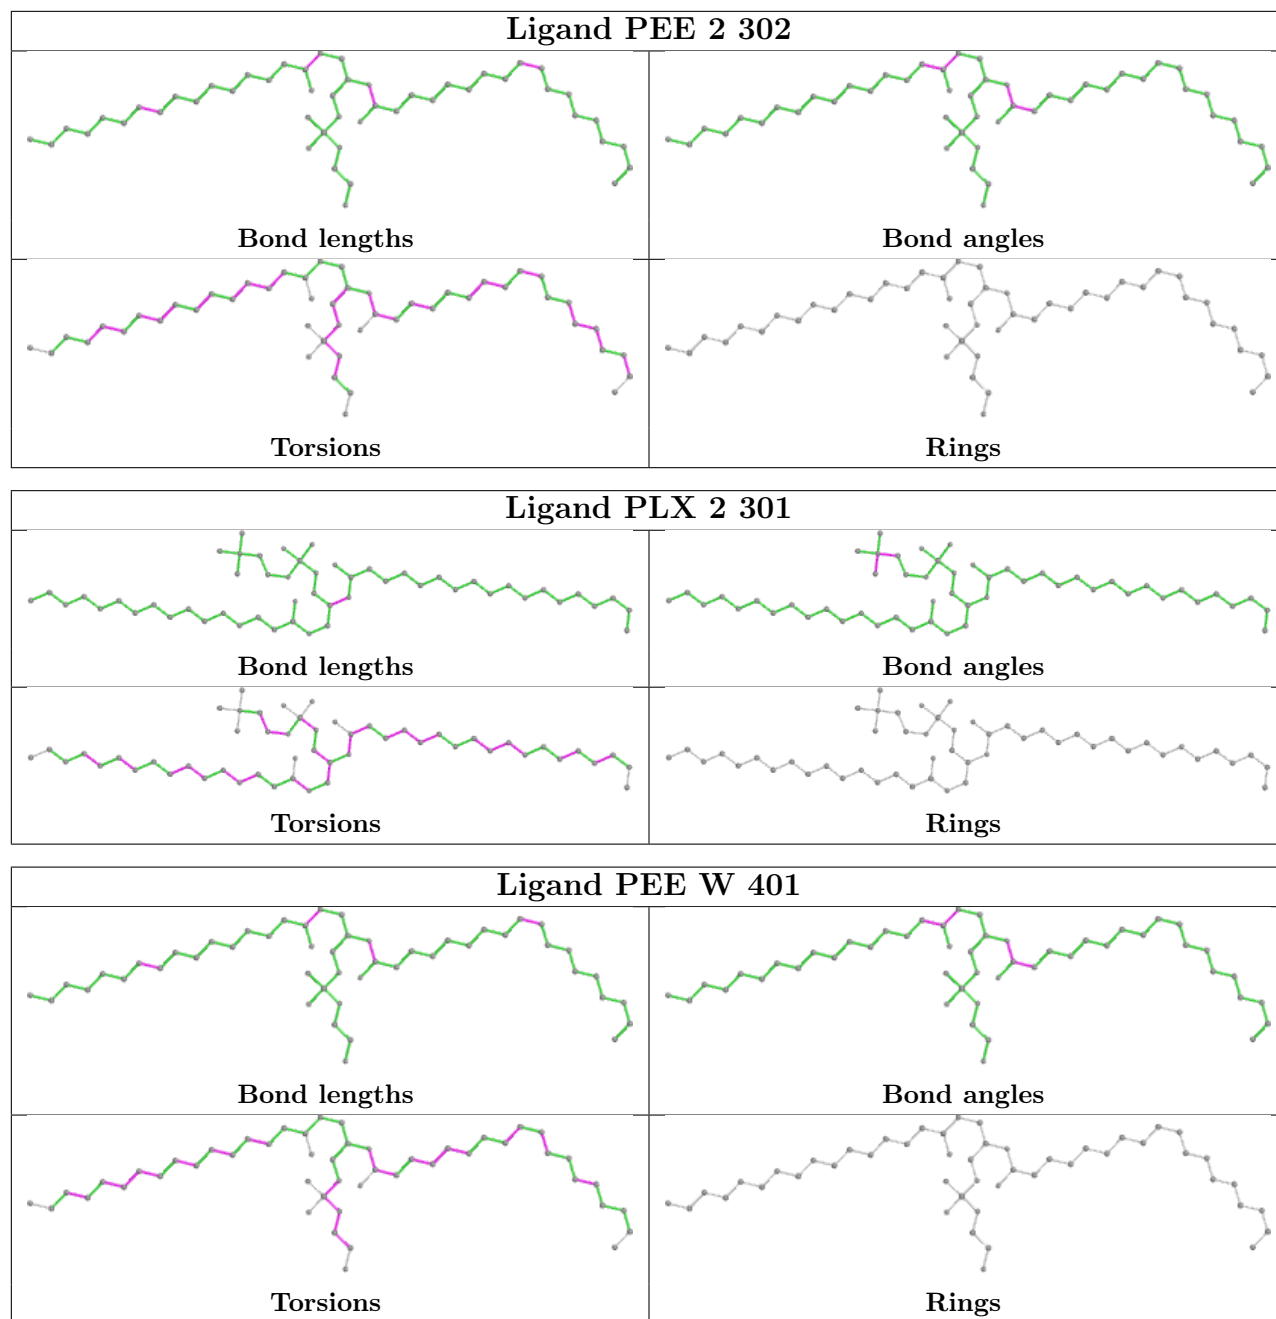 Ligand PEE 2 302
Bond lengths
Bond angles
Torsions
Rings
Ligand PLX 2 301
Bond lengths
Bond angles
Torsions
Rings
Ligand PEE W 401
Bond lengths
Bond angles
Torsions
Rings